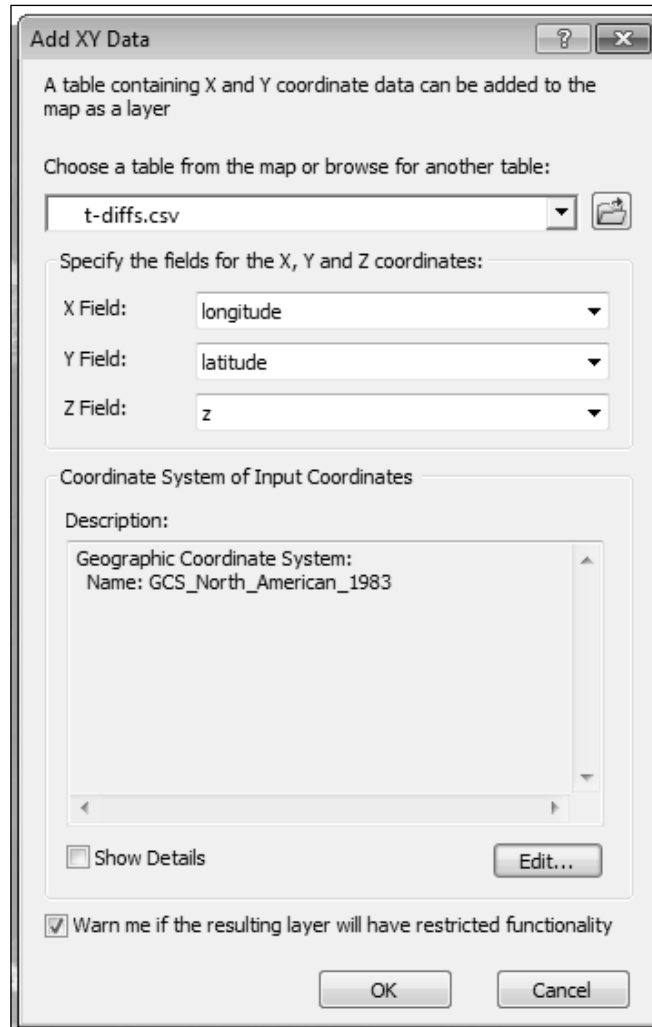 Add XY Data
A table containing X and Y coordinate data can be added to the
map as a layer
Choose a table from the map or browse for another table:
t-diffs.csv
Specify the fields for the X, Y and Z coordinates:
X Field: longitude
Y Field: latitude
Z Field: z
Coordinate System of Input Coordinates
Description:
Geographic Coordinate System:
Name: GCS_North_American_1983
Show Details Edit...
Warn me if the resulting layer will have restricted functionality
OK Cancel